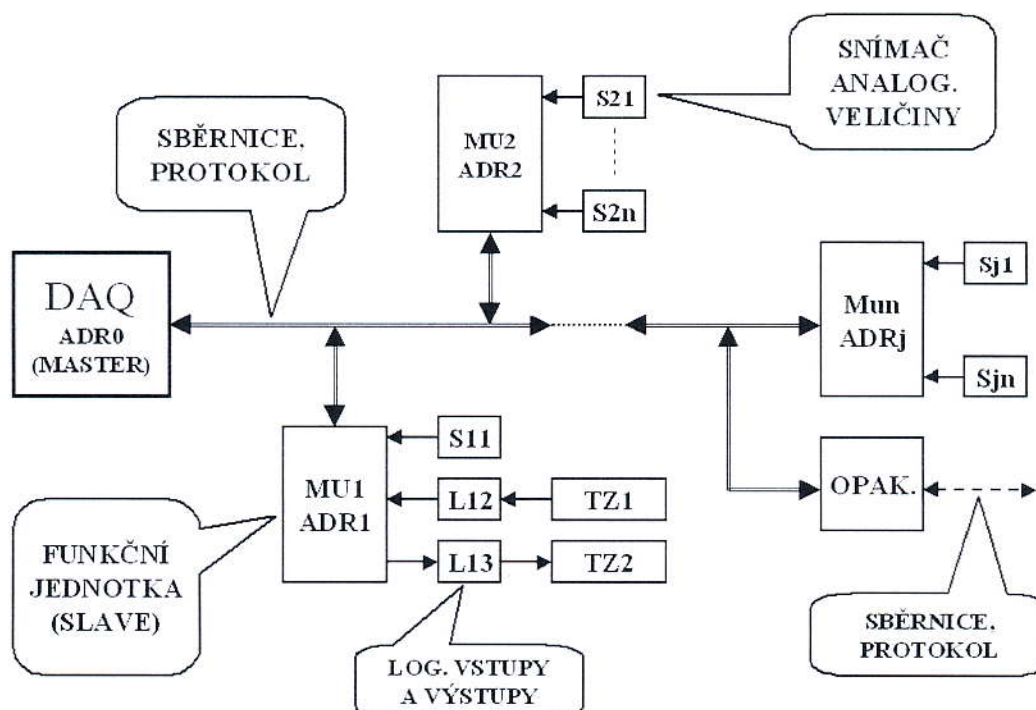 SNÍMAČ
ANALOG.
VELIČINY
SBĚRNICE,
PROTOKOL
MU2
ADR2
S21
S2n
DAQ
ADR0
(MASTER)
Mun
ADRj
Sj1
Sjn
MU1
ADR1
S11
L12
TZ1
L13
TZ2
OPAK.
FUNKČNÍ
JEDNOTKA
(SLAVE)
LOG. VSTUPY
A VÝSTUPY
SBĚRNICE,
PROTOKOL